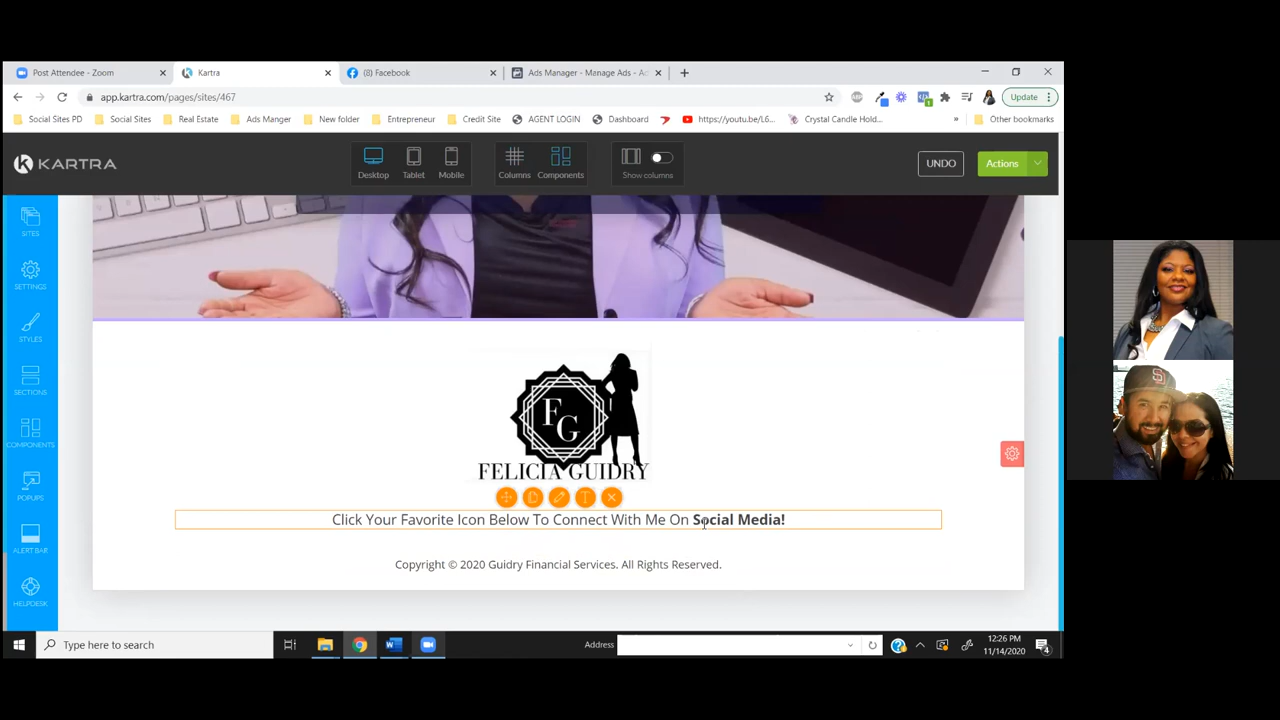 Post Attendee - Zoom
Kartra
(8) Facebook
Ads Manager - Manage Ads - Ad
app.kartra.com/pages/sites/467
ABP
1
Update
Social Sites PD
Social Sites
Real Estate
Ads Manger
New folder
Entrepreneur
Credit Site
AGENT LOGIN
Dashboard
https://youtu.be/L6...
Crystal Candle Hold...
»
Other bookmarks
KARTRA
Desktop
Tablet
Mobile
Columns
Components
Show columns
UNDO
Actions
SITES
SETTINGS
STYLES
SECTIONS
COMPONENTS
POPUPS
ALERT BAR
HELPDESK
FG
FELICIA GUIDRY
Click Your Favorite Icon Below To Connect With Me On Social Media!
Copyright © 2020 Guidry Financial Services. All Rights Reserved.
Type here to search
Address
12:26 PM
11/14/2020
4